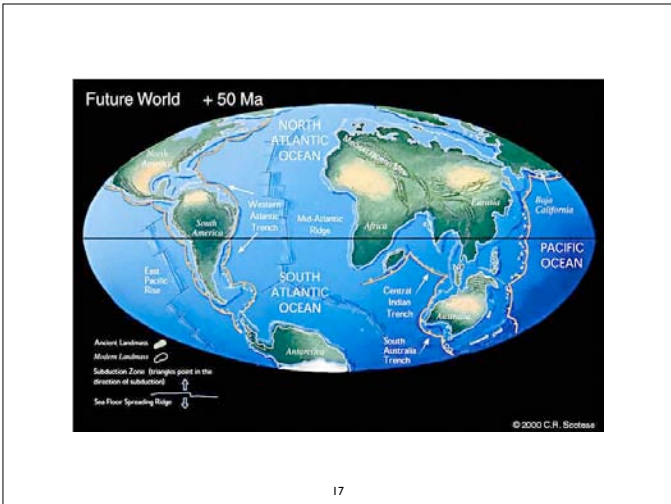 Future World + 50 Ma
NORTH
ATLANTIC
OCEAN
North
America
Western
Atlantic
Trench
South
America
Mid-Atlantic
Ridge
Africa
Eurasia
Baja
California
PACIFIC
OCEAN
East
Pacific
Rise
SOUTH
ATLANTIC
OCEAN
Central
Indian
Trench
Australia
South
Australia
Trench
Antarctica
Ancient Landmass
Modern Landmass
Subduction Zone (triangles point in the
direction of subduction)
Sea Floor Spreading Ridge
© 2000 C.R. Scotese
17